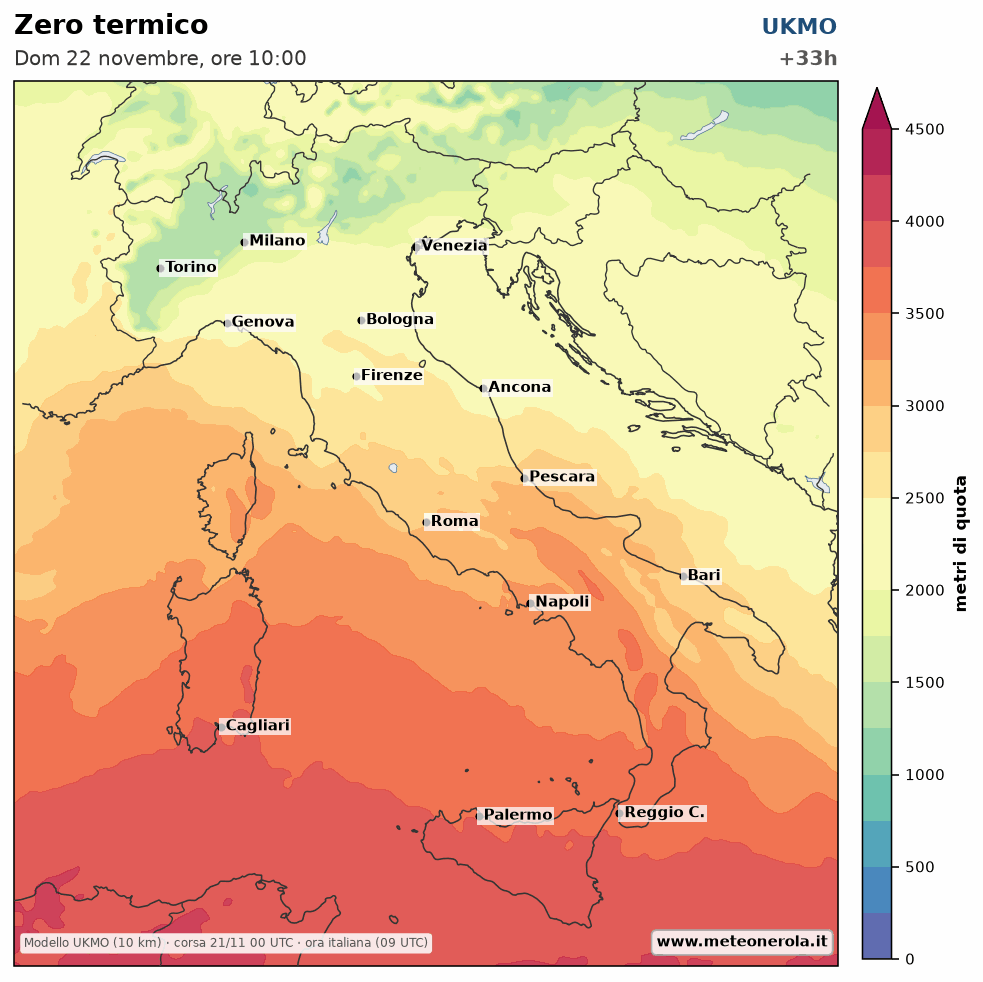 Zero termico
UKMO
Dom 22 novembre, ore 10:00
+33h
Milano
Venezia
Torino
Genova
Bologna
Firenze
Ancona
Pescara
Roma
Bari
Napoli
Cagliari
Palermo
Reggio C.
Modello UKMO (10 km) · corsa 21/11 00 UTC · ora italiana (09 UTC)
www.meteonerola.it
4500
4000
3500
3000
2500
2000
1500
1000
500
0
metri di quota